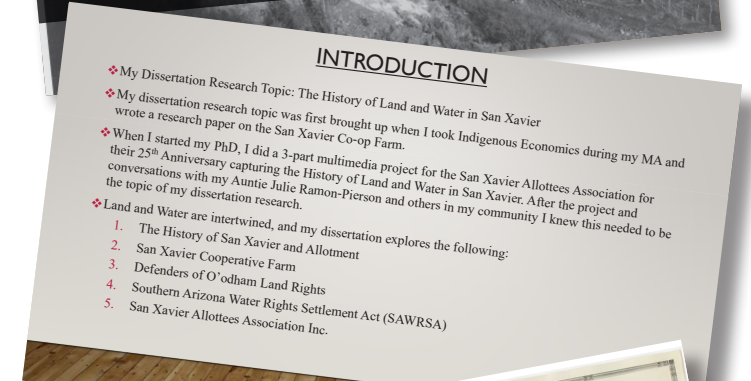 INTRODUCTION
❖My Dissertation Research Topic: The History of Land and Water in San Xavier
❖My dissertation research topic was first brought up when I took Indigenous Economics during my MA and
wrote a research paper on the San Xavier Co-op Farm.
❖When I started my PhD, I did a 3-part multimedia project for the San Xavier Allottees Association for
their 25th Anniversary capturing the History of Land and Water in San Xavier. After the project and
conversations with my Auntie Julie Ramon-Pierson and others in my community I knew this needed to be
the topic of my dissertation research.
❖Land and Water are intertwined, and my dissertation explores the following:
1. The History of San Xavier and Allotment
2. San Xavier Cooperative Farm
3. Defenders of O'odham Land Rights
4. Southern Arizona Water Rights Settlement Act (SAWRSA)
5. San Xavier Allottees Association Inc.